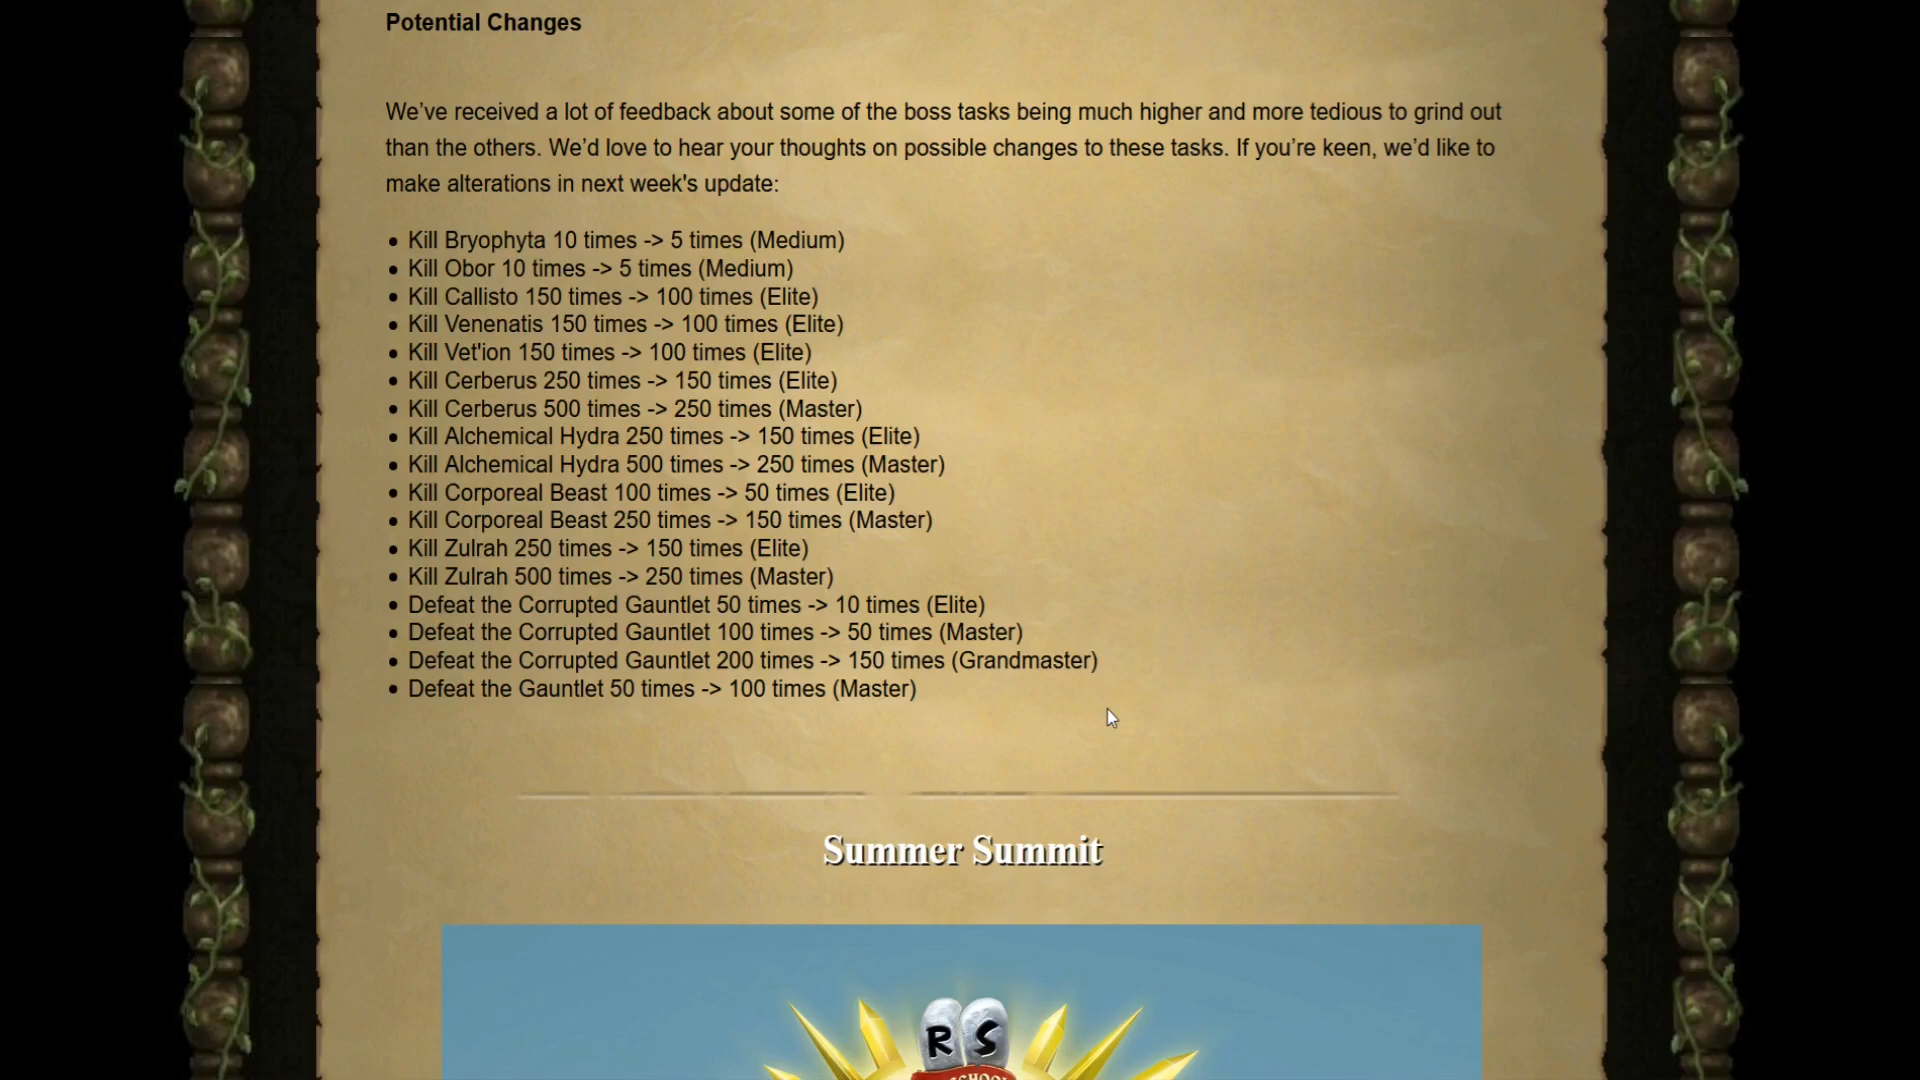 Potential Changes
We’ve received a lot of feedback about some of the boss tasks being much higher and more tedious to grind out
than the others. We’d love to hear your thoughts on possible changes to these tasks. If you’re keen, we’d like to
make alterations in next week's update:
• Kill Bryophyta 10 times -> 5 times (Medium)
• Kill Obor 10 times -> 5 times (Medium)
• Kill Callisto 150 times -> 100 times (Elite)
• Kill Venenatis 150 times -> 100 times (Elite)
• Kill Vet'ion 150 times -> 100 times (Elite)
• Kill Cerberus 250 times -> 150 times (Elite)
• Kill Cerberus 500 times -> 250 times (Master)
• Kill Alchemical Hydra 250 times -> 150 times (Elite)
• Kill Alchemical Hydra 500 times -> 250 times (Master)
• Kill Corporeal Beast 100 times -> 50 times (Elite)
• Kill Corporeal Beast 250 times -> 150 times (Master)
• Kill Zulrah 250 times -> 150 times (Elite)
• Kill Zulrah 500 times -> 250 times (Master)
• Defeat the Corrupted Gauntlet 50 times -> 10 times (Elite)
• Defeat the Corrupted Gauntlet 100 times -> 50 times (Master)
• Defeat the Corrupted Gauntlet 200 times -> 150 times (Grandmaster)
• Defeat the Gauntlet 50 times -> 100 times (Master)
Summer Summit
RS